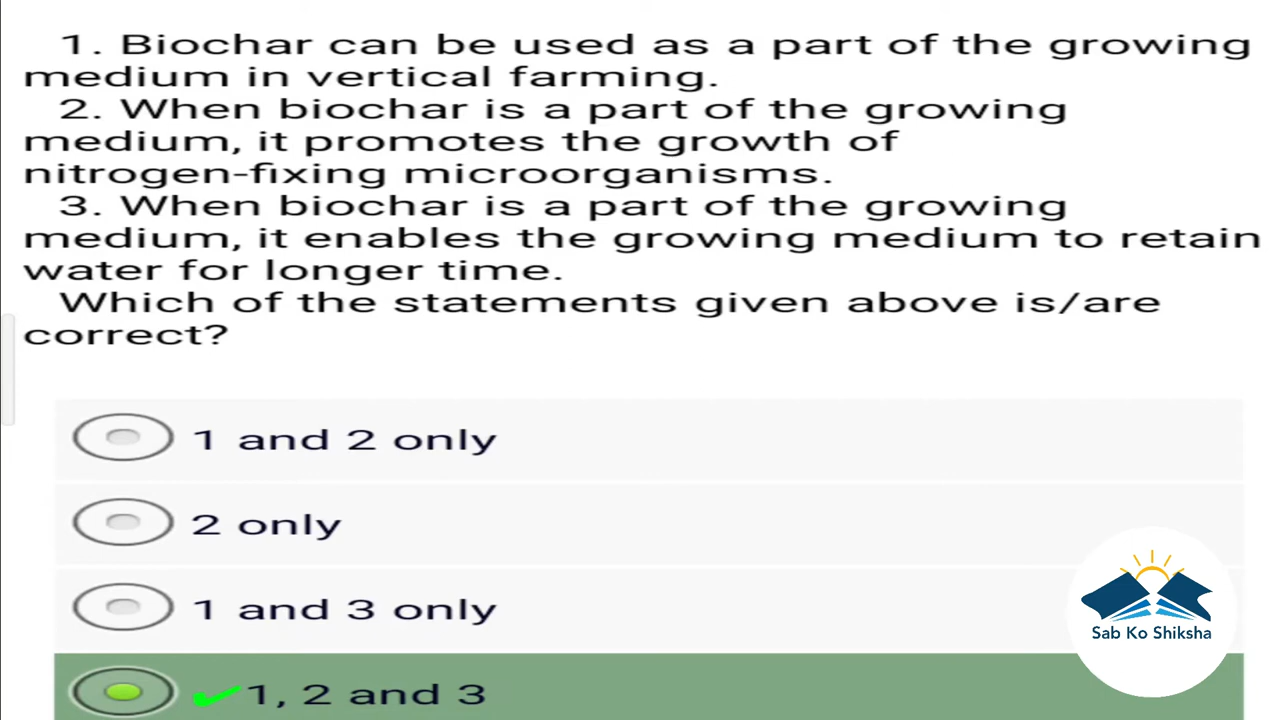 1. Biochar can be used as a part of the growing
medium in vertical farming.
2. When biochar is a part of the growing
medium, it promotes the growth of
nitrogen-fixing microorganisms.
3. When biochar is a part of the growing
medium, it enables the growing medium to retain
water for longer time.
Which of the statements given above is/are
correct?
1 and 2 only
2 only
1 and 3 only
1, 2 and 3
Sab Ko Shiksha